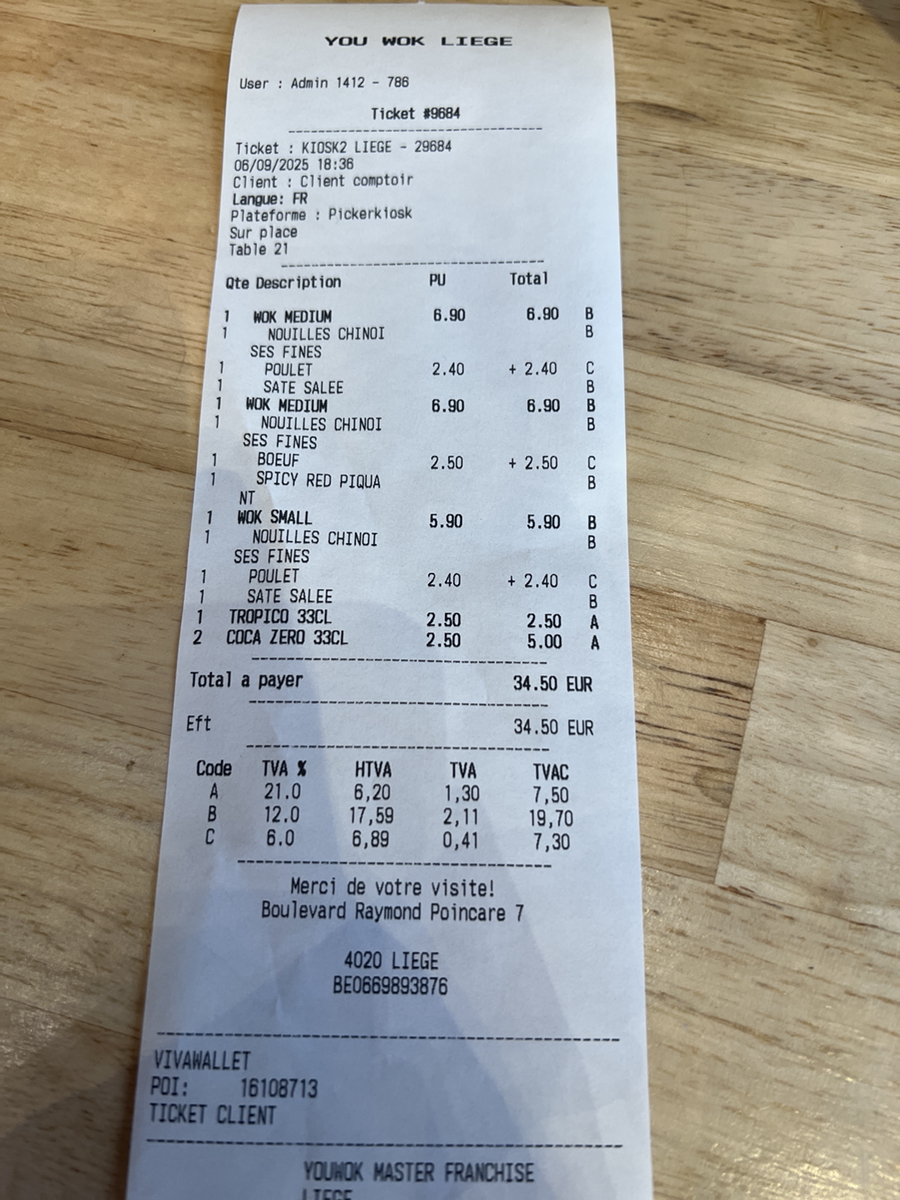 YOU WOK LIEGE
User : Admin 1412 - 786
Ticket #9684
Ticket : KIOSK2 LIEGE - 29684
06/09/2025 18:36
Client : Client comptoir
Langue: FR
Plateforme : Pickerkiosk
Sur place
Table 21
Qte Description PU Total
1 WOK MEDIUM 6.90 6.90 B
1 NOUILLES CHINOI B
SES FINES
1 POULET 2.40 + 2.40 C
1 SATE SALEE B
1 WOK MEDIUM 6.90 6.90 B
1 NOUILLES CHINOI B
SES FINES
1 BOEUF 2.50 + 2.50 C
1 SPICY RED PIQUA B
NT
1 WOK SMALL 5.90 5.90 B
1 NOUILLES CHINOI B
SES FINES
1 POULET 2.40 + 2.40 C
1 SATE SALEE B
1 TROPICO 33CL 2.50 2.50 A
2 COCA ZERO 33CL 2.50 5.00 A
Total a payer 34.50 EUR
Eft 34.50 EUR
Code TVA % HTVA TVA TVAC
A 21.0 6,20 1,30 7,50
B 12.0 17,59 2,11 19,70
C 6.0 6,89 0,41 7,30
Merci de votre visite!
Boulevard Raymond Poincare 7
4020 LIEGE
BE0669893876
VIVAWALLET
POI: 16108713
TICKET CLIENT
YOUWOK MASTER FRANCHISE
LIEGE